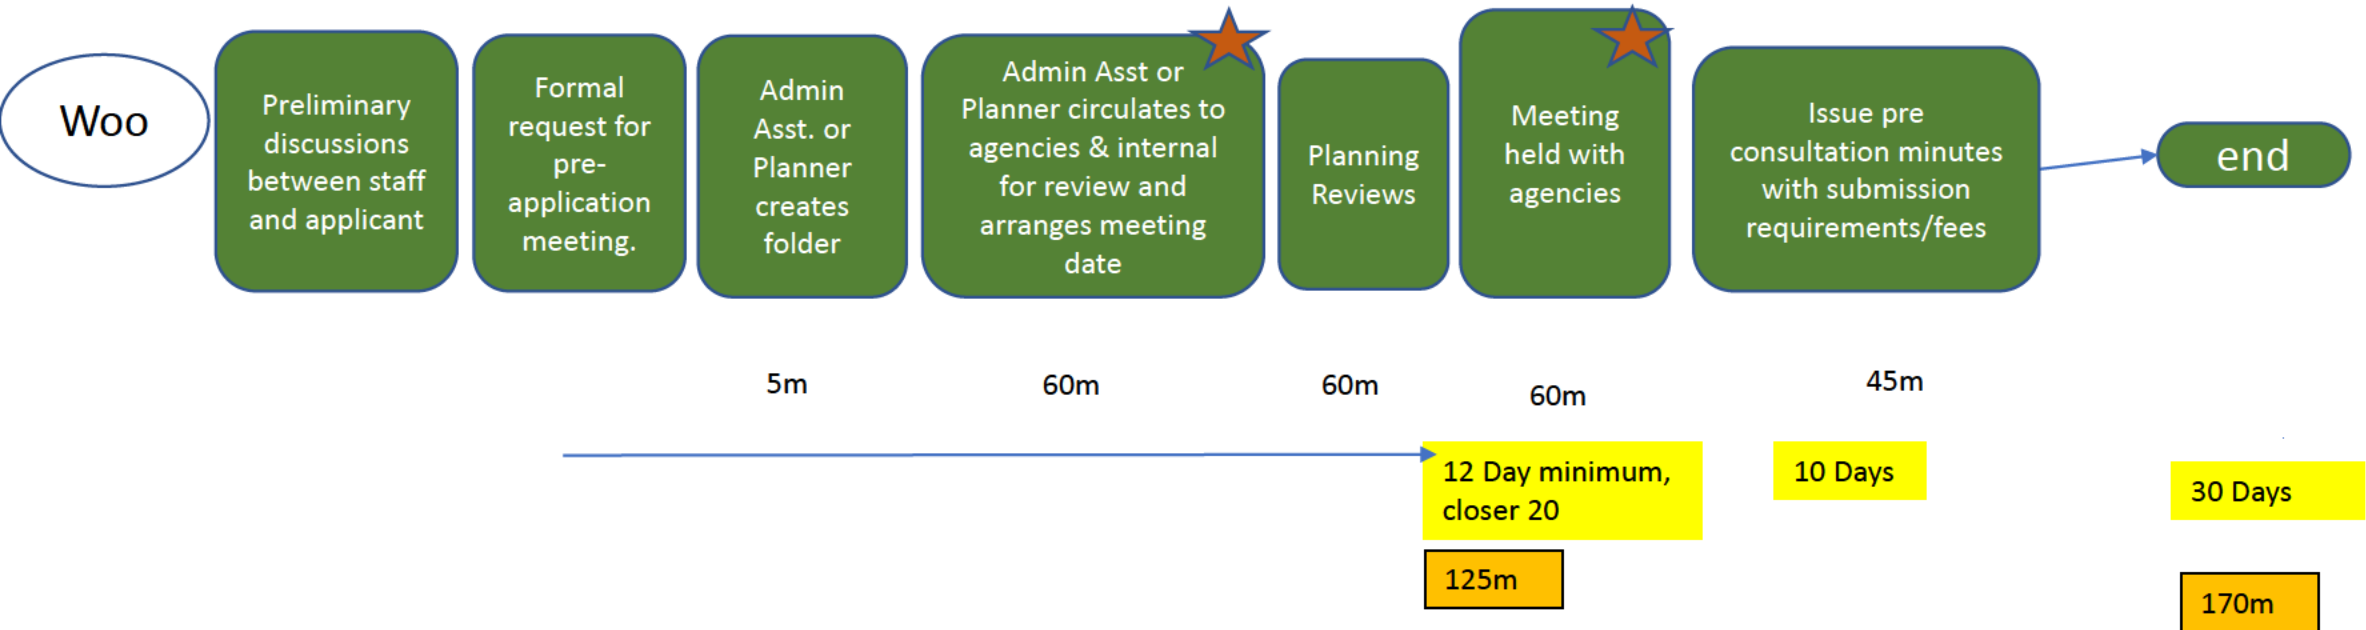 Woo
Preliminary
discussions
between staff
and applicant
Formal
request for
pre-
application
meeting.
Admin
Asst. or
Planner
creates
folder
Admin Asst or
Planner circulates to
agencies & internal
for review and
arranges meeting
date
Planning
Reviews
Meeting
held with
agencies
Issue pre
consultation minutes
with submission
requirements/fees
end
5m
60m
60m
60m
45m
12 Day minimum,
closer 20
10 Days
30 Days
125m
170m